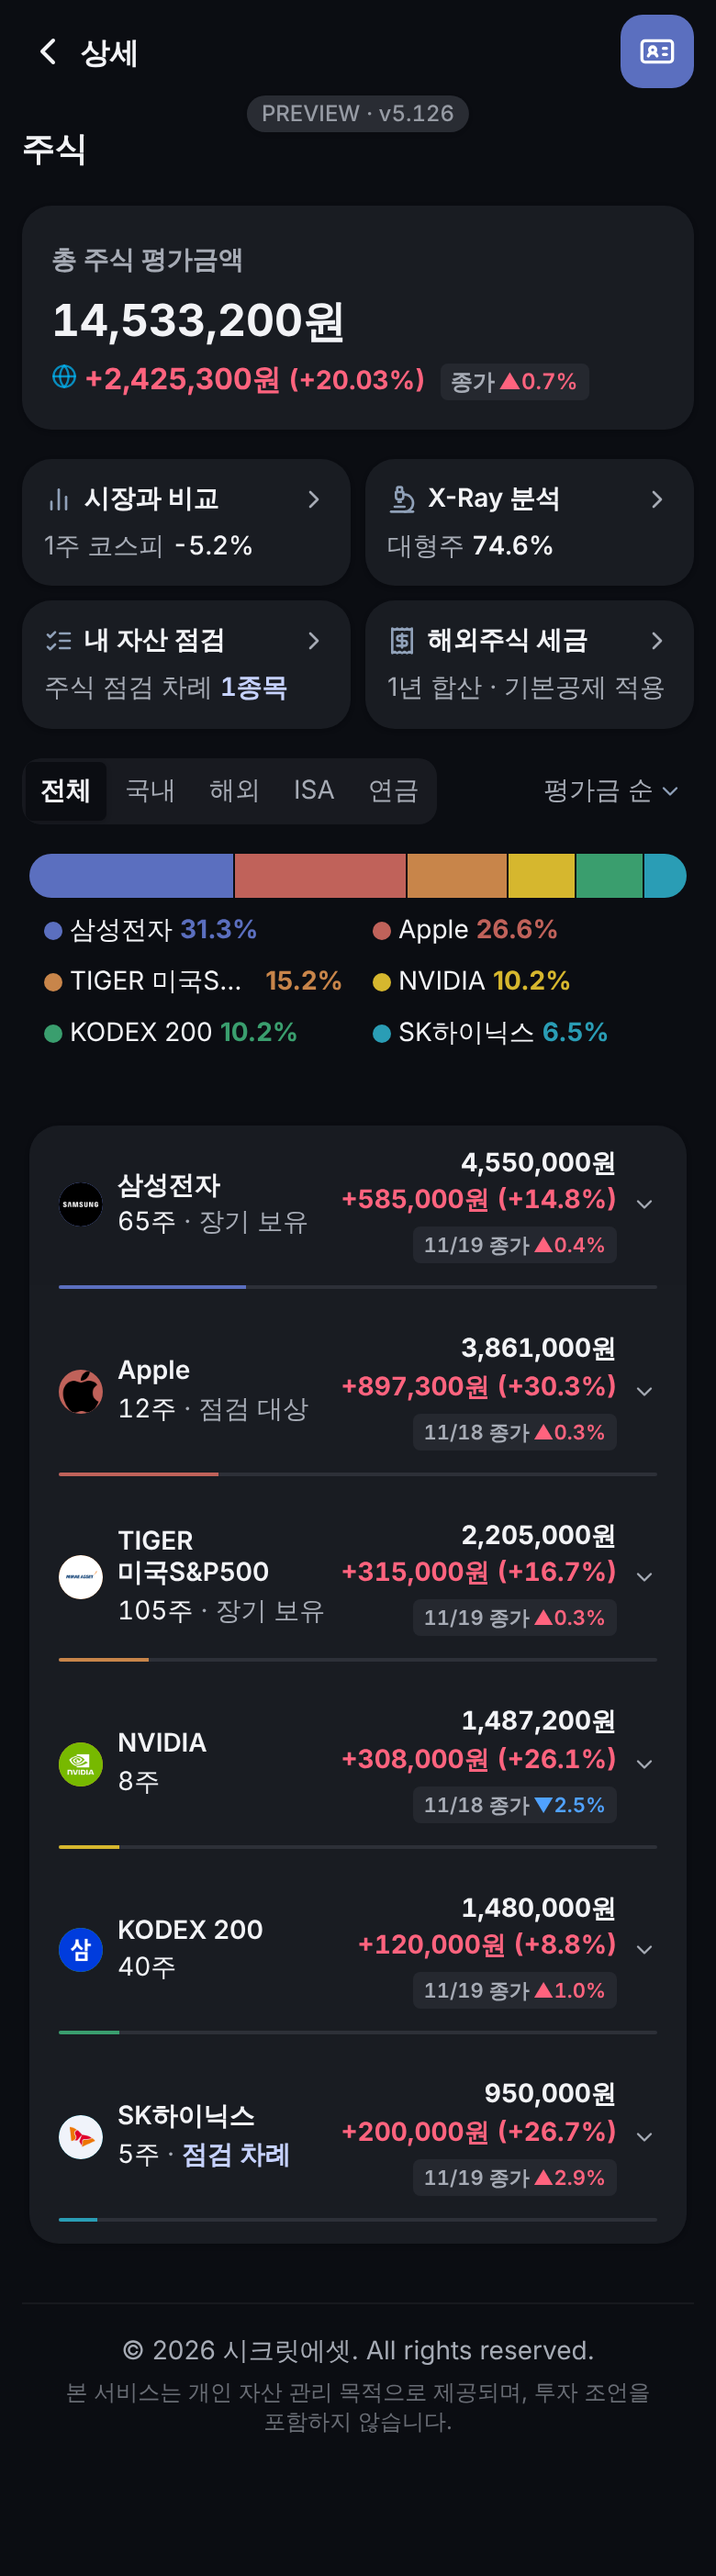 상세
PREVIEW · v5.126
주식
총 주식 평가금액
14,533,200원
+2,425,300원 (+20.03%) 종가 ▲0.7%
시장과 비교
1주 코스피 -5.2%
X-Ray 분석
대형주 74.6%
내 자산 점검
주식 점검 차례 1종목
해외주식 세금
1년 합산 · 기본공제 적용
전체 국내 해외 ISA 연금 평가금 순
삼성전자 31.3% Apple 26.6%
TIGER 미국S... 15.2% NVIDIA 10.2%
KODEX 200 10.2% SK하이닉스 6.5%
SAMSUNG
삼성전자
65주 · 장기 보유
4,550,000원
+585,000원 (+14.8%)
11/19 종가 ▲0.4%
Apple
12주 · 점검 대상
3,861,000원
+897,300원 (+30.3%)
11/18 종가 ▲0.3%
MIRAE ASSET
TIGER
미국S&P500
105주 · 장기 보유
2,205,000원
+315,000원 (+16.7%)
11/19 종가 ▲0.3%
NVIDIA
NVIDIA
8주
1,487,200원
+308,000원 (+26.1%)
11/18 종가 ▼2.5%
삼
KODEX 200
40주
1,480,000원
+120,000원 (+8.8%)
11/19 종가 ▲1.0%
SK하이닉스
5주 · 점검 차례
950,000원
+200,000원 (+26.7%)
11/19 종가 ▲2.9%
© 2026 시크릿에셋. All rights reserved.
본 서비스는 개인 자산 관리 목적으로 제공되며, 투자 조언을
포함하지 않습니다.